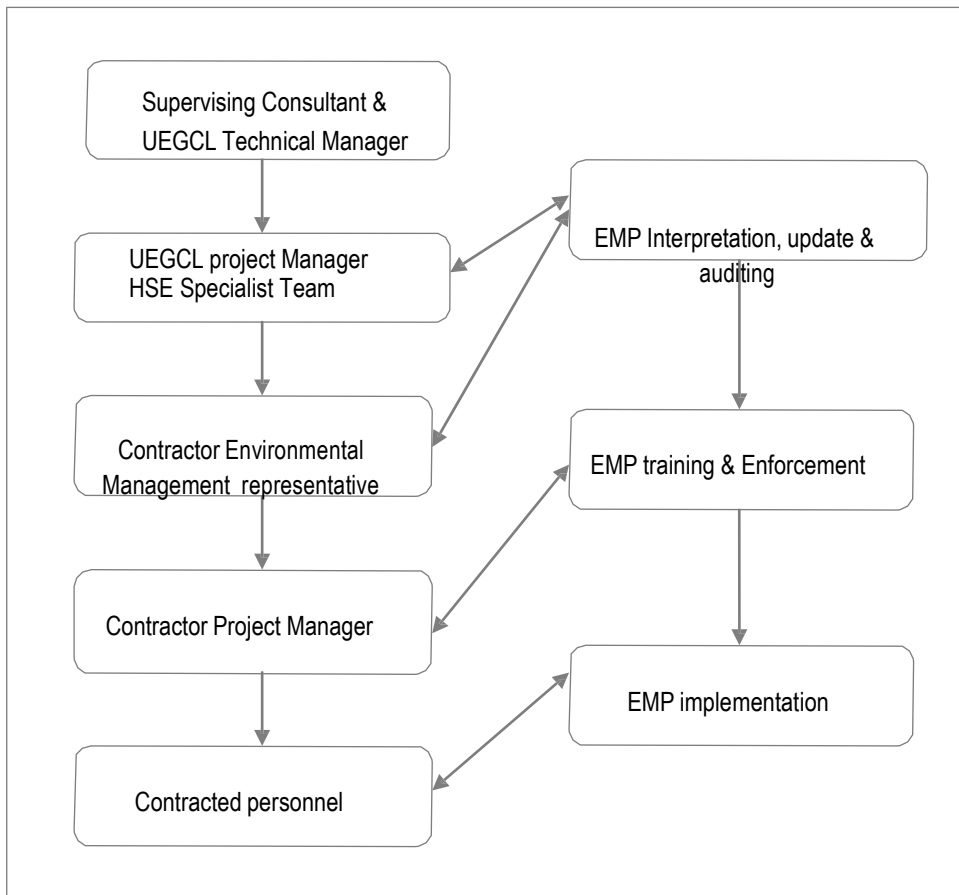 Supervising Consultant &
UEGCL Technical Manager
UEGCL project Manager
HSE Specialist Team
EMP Interpretation, update &
auditing
Contractor Environmental
Management representative
EMP training & Enforcement
Contractor Project Manager
EMP implementation
Contracted personnel